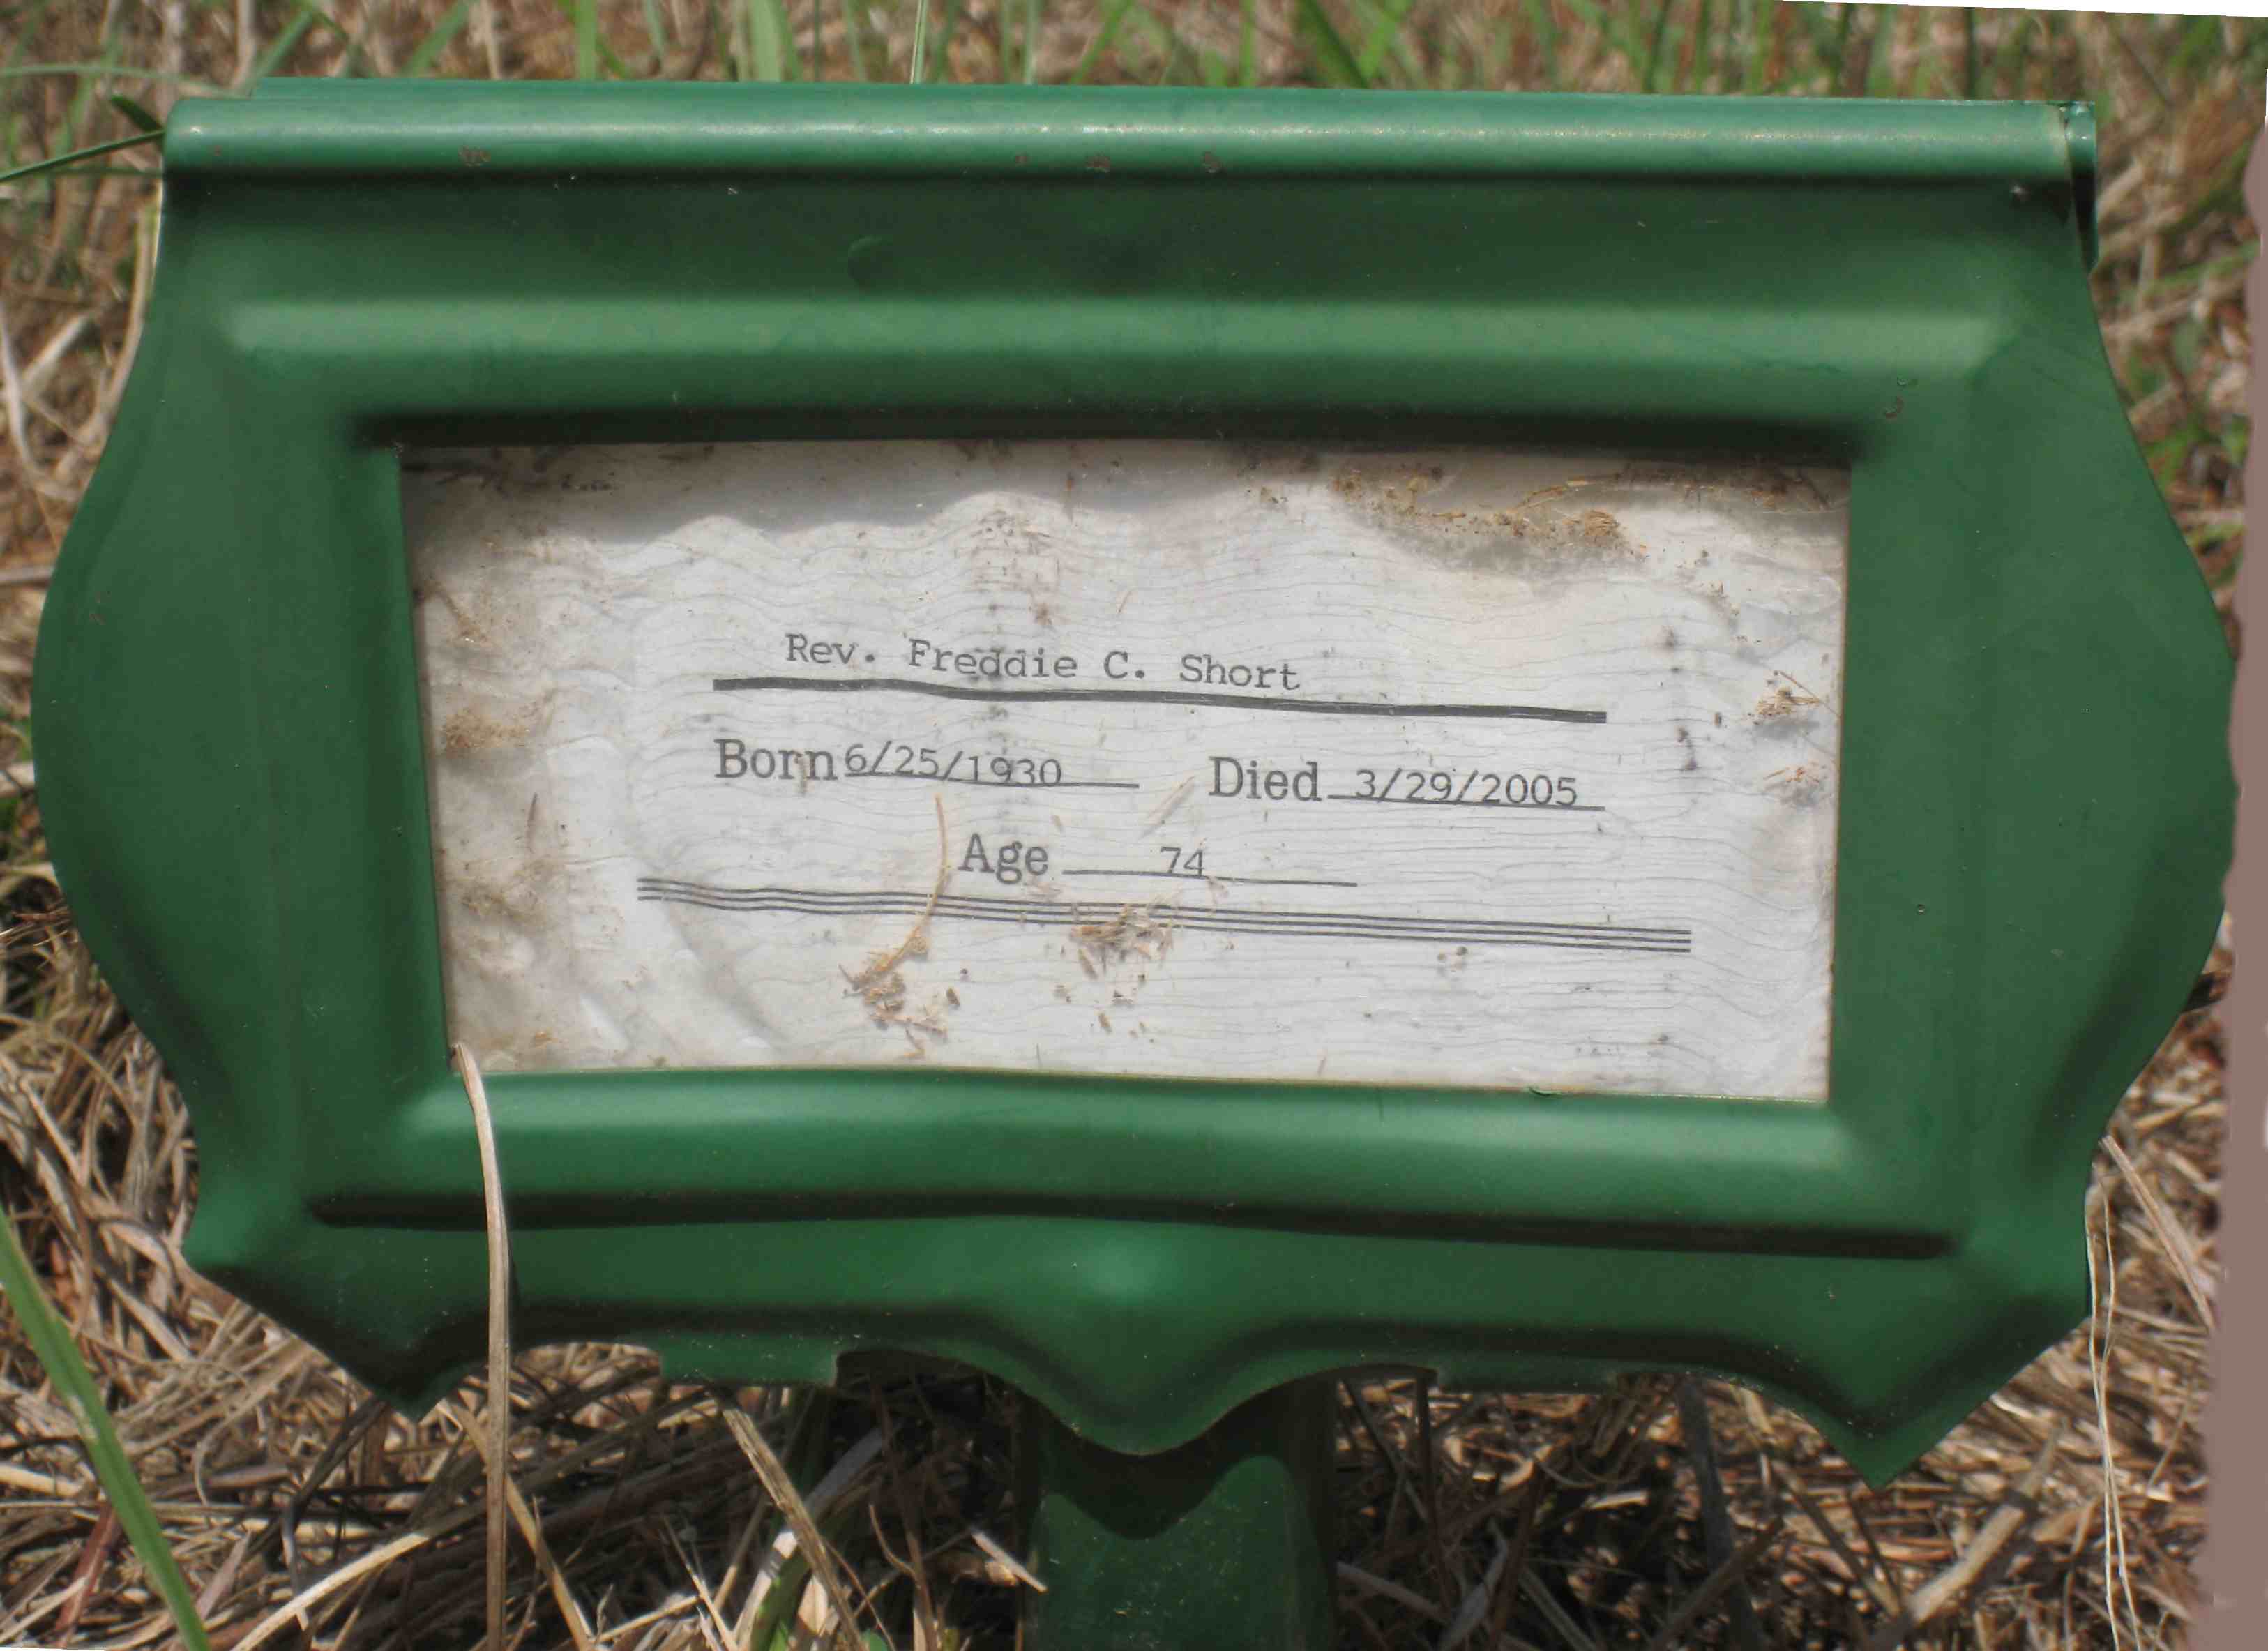 Rev. Freddie C. Short
Born 6/25/1930 Died 3/29/2005
Age 74